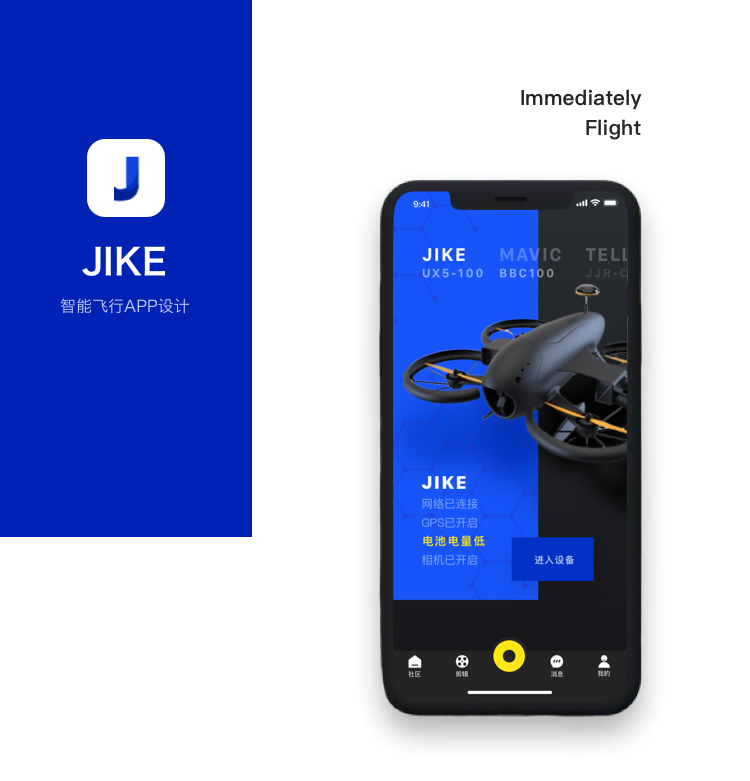 J
JIKE
智能飞行APP设计
Immediately
Flight
9:41
JIKE MAVIC TELL
UX5-100 BBC100 JJR-C
JIKE
网络已连接
GPS已开启
电池电量低
相机已开启
进入设备
社区 剪辑 消息 我的